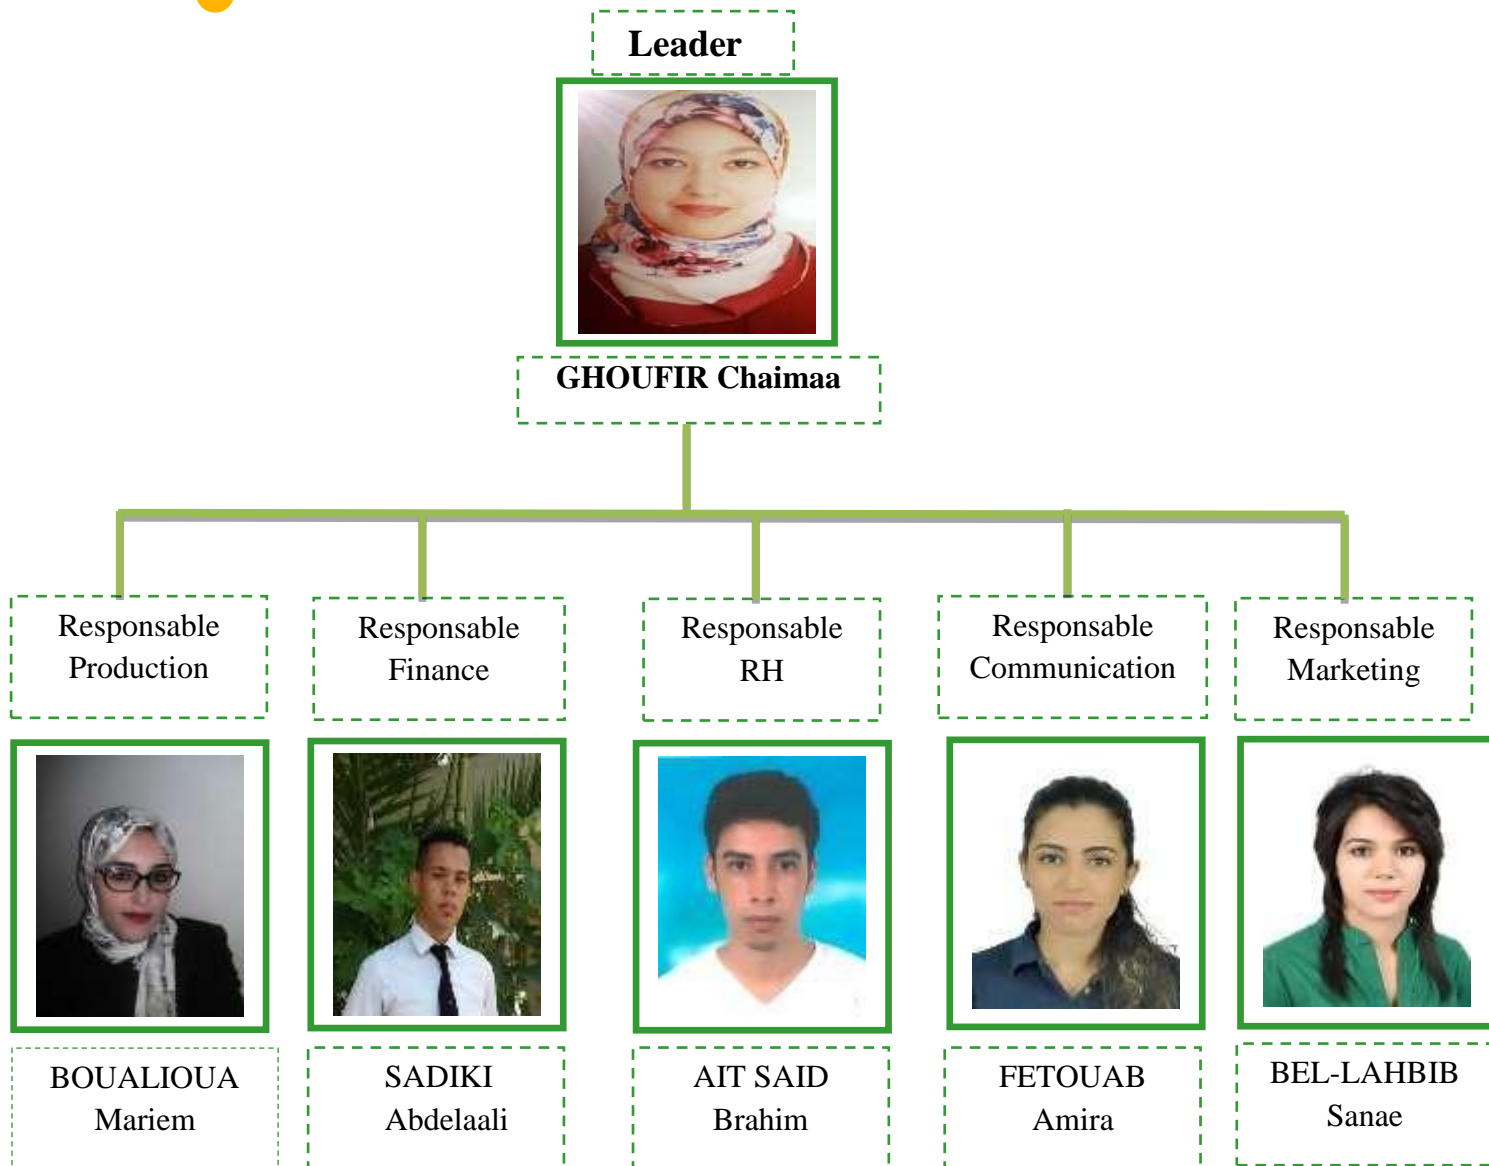 Leader
GHOUFIR Chaimaa
Responsable
Production
Responsable
Finance
Responsable
RH
Responsable
Communication
Responsable
Marketing
BOUALIOUA
Mariem
SADIKI
Abdelaali
AIT SAID
Brahim
FETOUAB
Amira
BEL-LAHBIB
Sanae